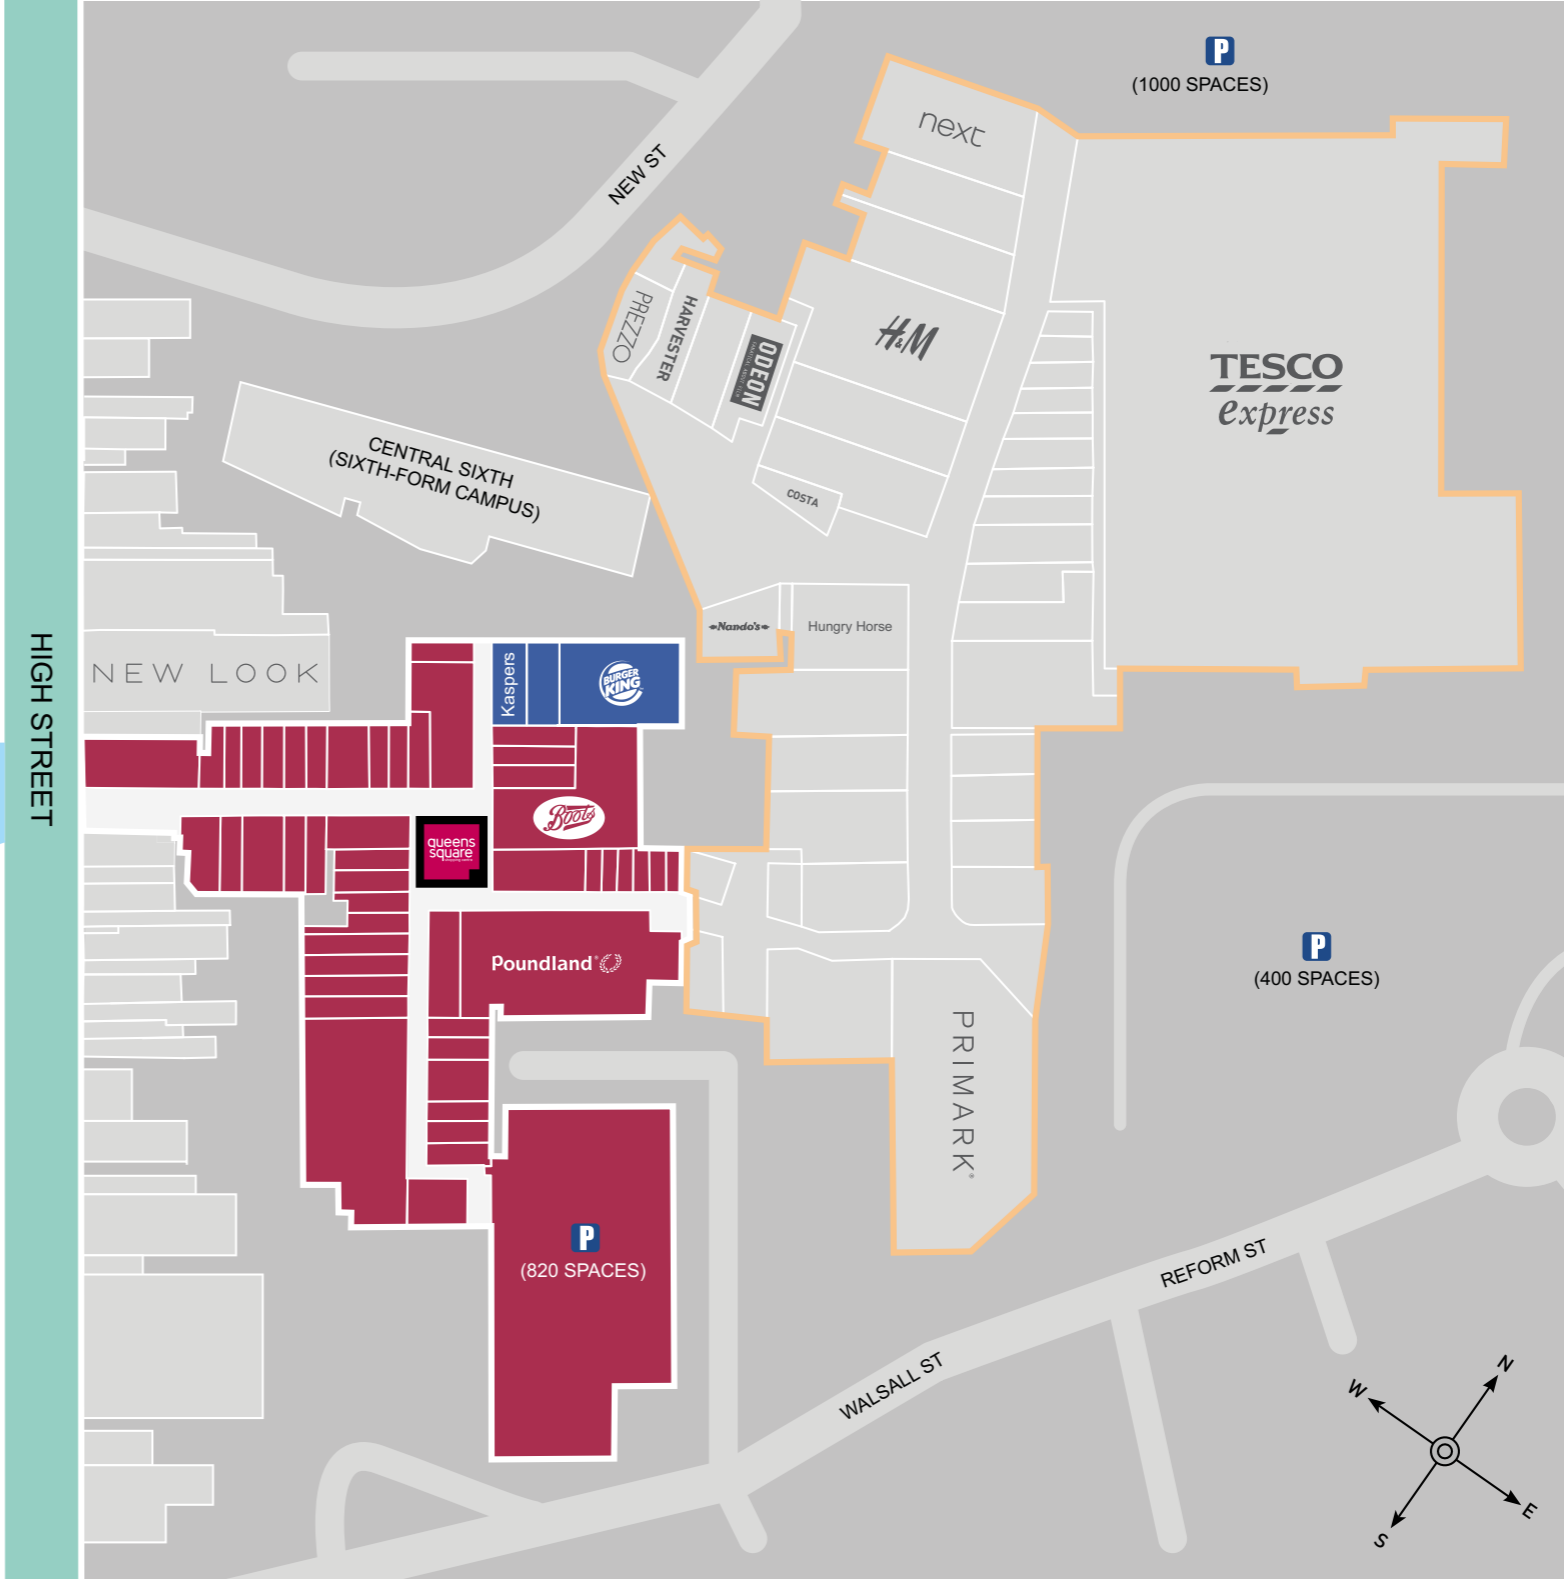 P
(1000 SPACES)
next
NEW ST
PREZZO
HARVESTER
ODEON
H&M
TESCO
express
CENTRAL SIXTH
(SIXTH-FORM CAMPUS)
COSTA
Nando's
Hungry Horse
HIGH STREET
NEW LOOK
Kaspers
BURGER
KING
Boots
queens
square
Poundland
P
(400 SPACES)
PRIMARK
P
(820 SPACES)
REFORM ST
WALSALL ST
N
W
E
S